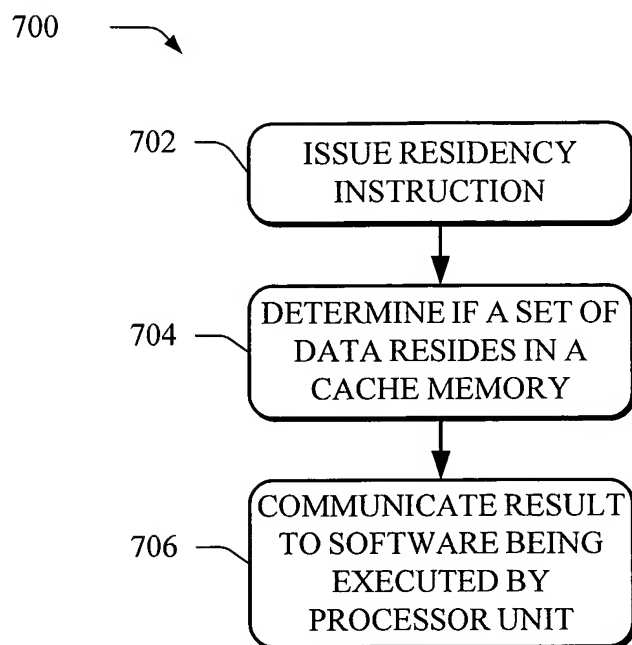 700
702
ISSUE RESIDENCY
INSTRUCTION
704
DETERMINE IF A SET OF
DATA RESIDES IN A
CACHE MEMORY
706
COMMUNICATE RESULT
TO SOFTWARE BEING
EXECUTED BY
PROCESSOR UNIT